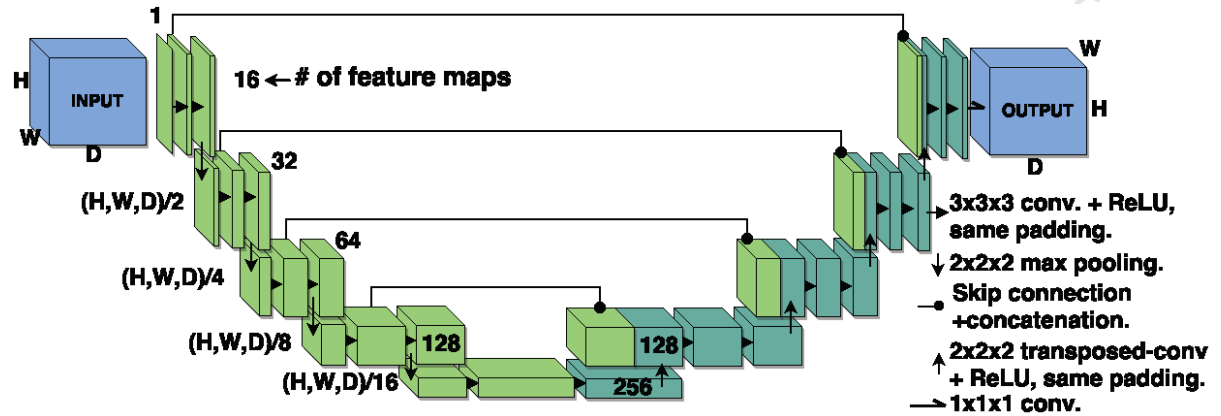 1
H
INPUT
W
D
16 ← # of feature maps
W
OUTPUT
H
D
32
(H,W,D)/2
64
(H,W,D)/4
(H,W,D)/8
128
128
(H,W,D)/16
256
3x3x3 conv. + ReLU,
same padding.
2x2x2 max pooling.
Skip connection
+concatenation.
2x2x2 transposed-conv
+ ReLU, same padding.
1x1x1 conv.